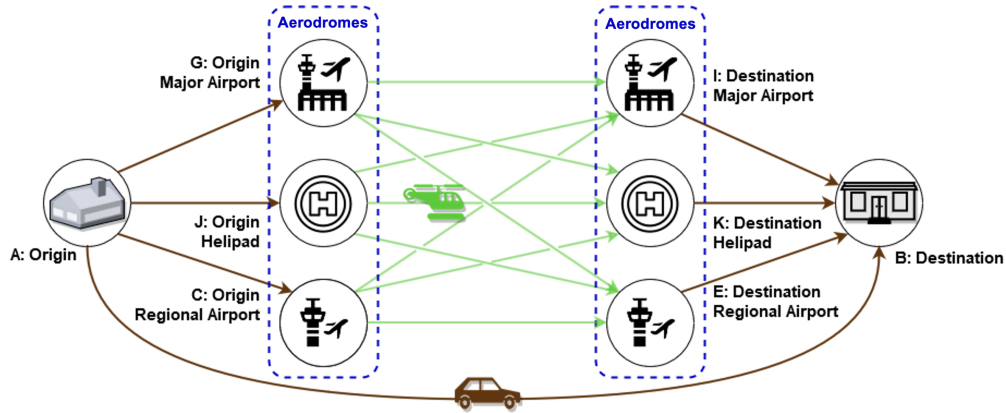 Aerodromes
Aerodromes
G: Origin
Major Airport
I: Destination
Major Airport
H
H
J: Origin
Helipad
K: Destination
Helipad
A: Origin
B: Destination
C: Origin
Regional Airport
E: Destination
Regional Airport